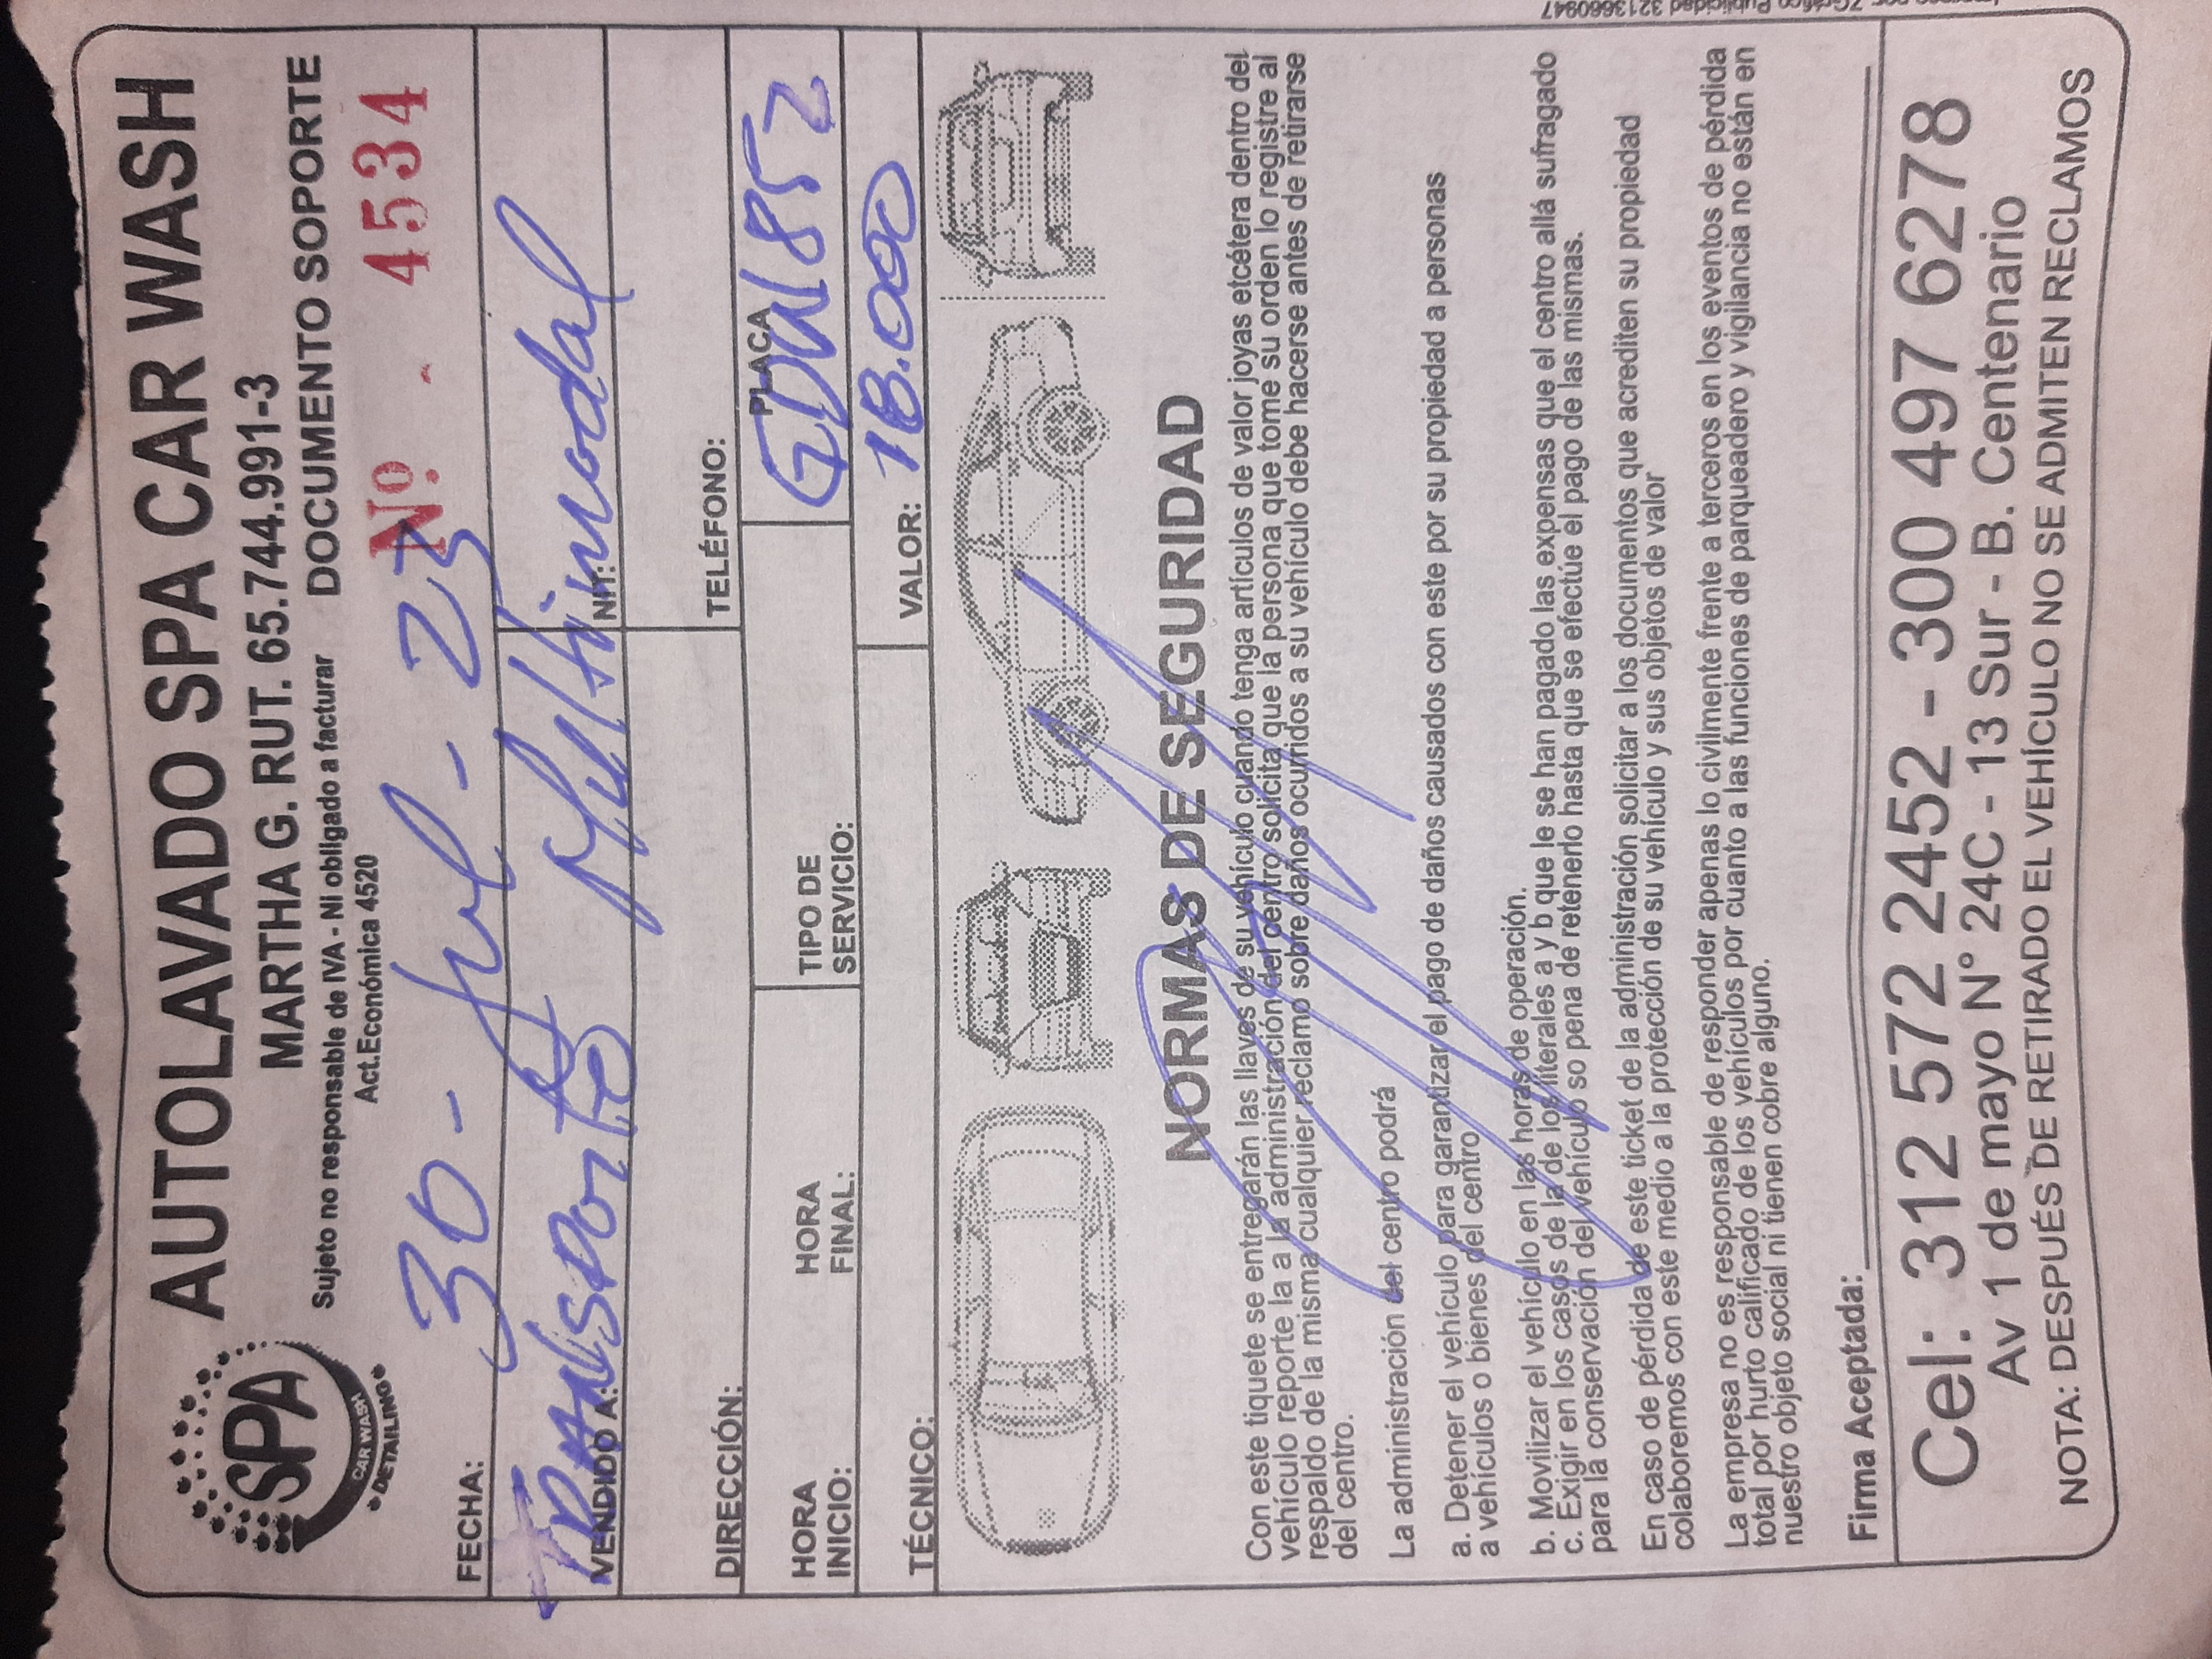 SPA
CAR WASH
DETAILING
AUTOLAVADO SPA CAR WASH
MARTHA G. RUT. 65.744.991-3
Sujeto no responsable de IVA - Ni obligado a facturar
DOCUMENTO SOPORTE
Act.Económica 4520
Nº. 4534
FECHA: 30 - Jul - 23
VENDIDO A: TRANSPORTE Multimodal
NIT:
DIRECCIÓN:
TELÉFONO:
HORA INICIO:
HORA FINAL:
TIPO DE SERVICIO:
PLACA GDW852
TÉCNICO:
VALOR: 18.000
NORMAS DE SEGURIDAD
Con este tiquete se entregarán las llaves de su vehículo cuando tenga artículos de valor joyas etcétera dentro del
vehículo reporte la a la administración del centro solicita que la persona que tome su orden lo registre al
respaldo de la misma cualquier reclamo sobre daños ocurridos a su vehículo debe hacerse antes de retirarse
del centro.
La administración del centro podrá
a. Detener el vehículo para garantizar el pago de daños causados con este por su propiedad a personas
a vehículos o bienes del centro
b. Movilizar el vehículo en las horas de operación.
c. Exigir en los casos de la de los literales a y b que le se han pagado las expensas que el centro allá sufragado
para la conservación del vehículo so pena de retenerlo hasta que se efectúe el pago de las mismas.
En caso de pérdida de este ticket de la administración solicitar a los documentos que acrediten su propiedad
colaboremos con este medio a la protección de su vehículo y sus objetos de valor
La empresa no es responsable de responder apenas lo civilmente frente a terceros en los eventos de pérdida
total por hurto calificado de los vehículos por cuanto a las funciones de parqueadero y vigilancia no están en
nuestro objeto social ni tienen cobre alguno.
Firma Aceptada:
Cel: 312 572 2452 - 300 497 6278
Av 1 de mayo N° 24C - 13 Sur - B. Centenario
NOTA: DESPUÉS DE RETIRADO EL VEHÍCULO NO SE ADMITEN RECLAMOS